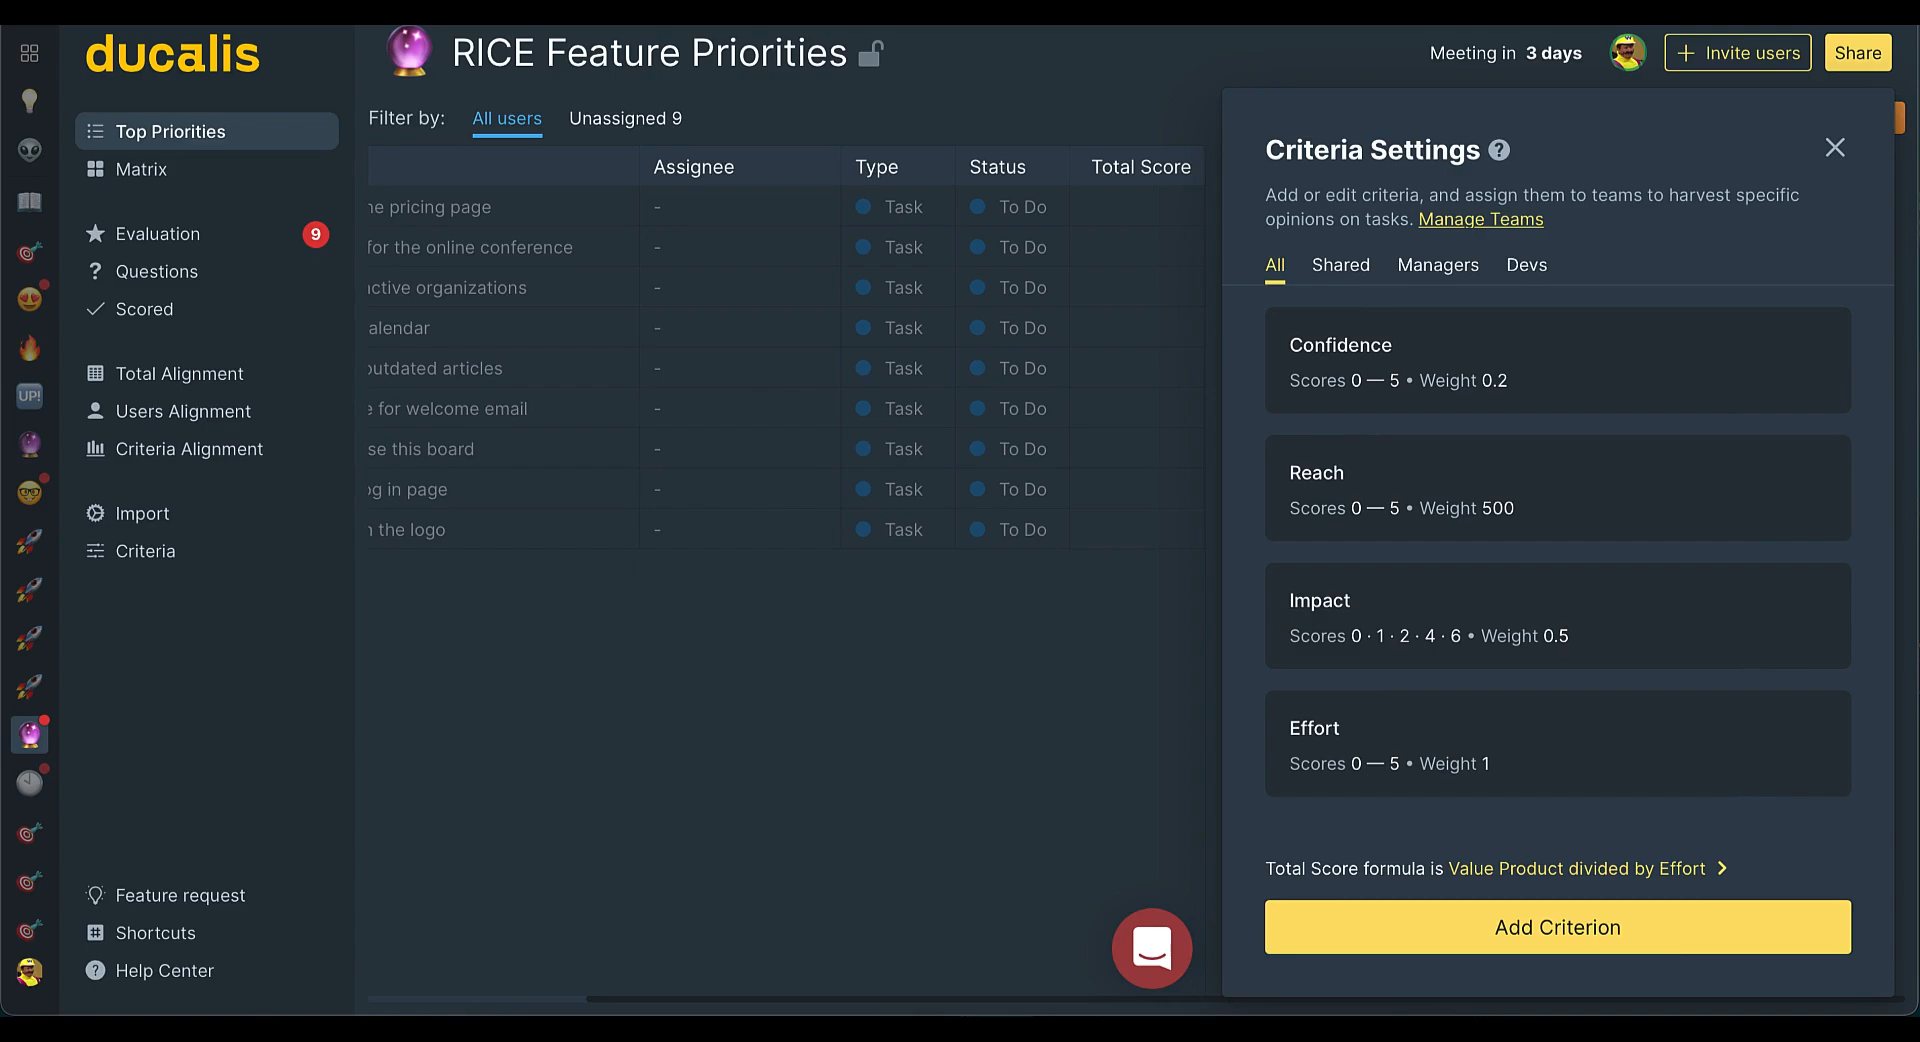 ducalis
RICE Feature Priorities
Meeting in 3 days
Invite users
Share
Top Priorities
Matrix
Evaluation 9
Questions
Scored
Total Alignment
Users Alignment
Criteria Alignment
Import
Criteria
Feature request
Shortcuts
Help Center
UP!
Filter by: All users Unassigned 9
Assignee Type Status Total Score
he pricing page - Task To Do
for the online conference - Task To Do
active organizations - Task To Do
alendar - Task To Do
outdated articles - Task To Do
e for welcome email - Task To Do
se this board - Task To Do
og in page - Task To Do
the logo - Task To Do
Criteria Settings ?
Add or edit criteria, and assign them to teams to harvest specific
opinions on tasks. Manage Teams
All Shared Managers Devs
Confidence
Scores 0 — 5 • Weight 0.2
Reach
Scores 0 — 5 • Weight 500
Impact
Scores 0 · 1 · 2 · 4 · 6 • Weight 0.5
Effort
Scores 0 — 5 • Weight 1
Total Score formula is Value Product divided by Effort
Add Criterion